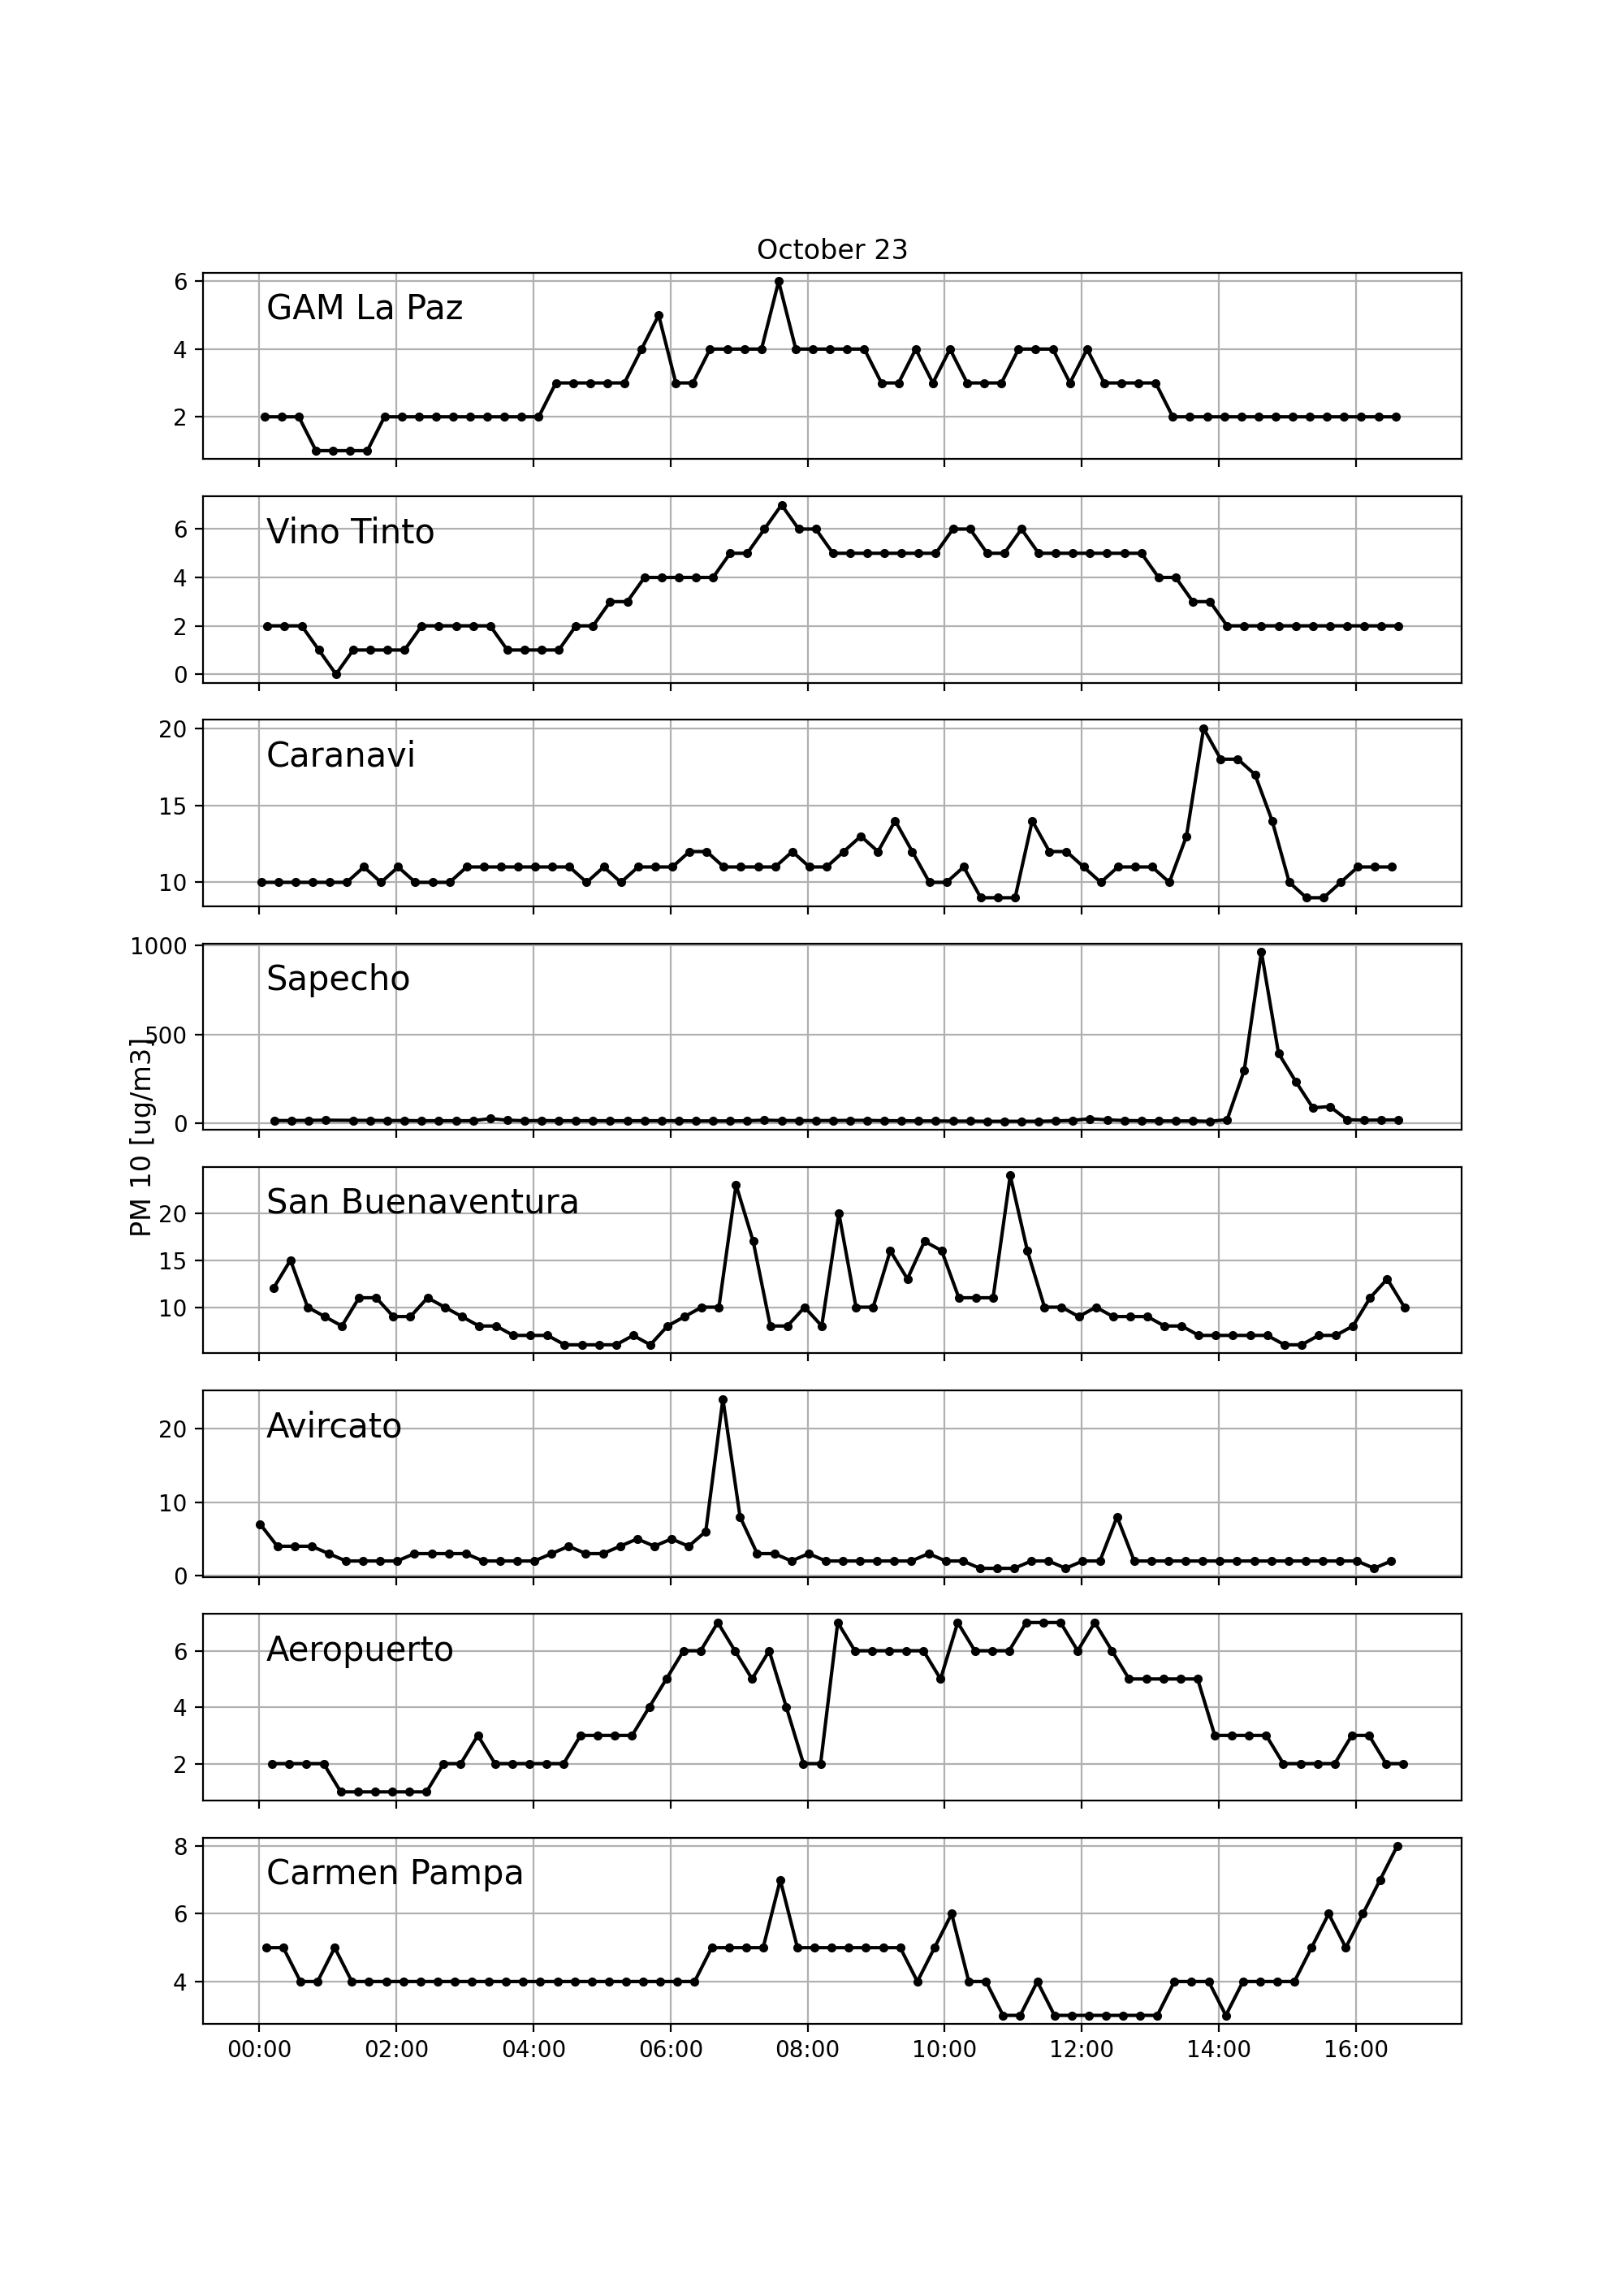 October 23
6
GAM La Paz
4
2
Vino Tinto
6
4
2
0
20
Caranavi
15
10
1000
Sapecho
500
0
PM 10 [ug/m3]
San Buenaventura
20
15
10
Avircato
20
10
0
Aeropuerto
6
4
2
8
Carmen Pampa
6
4
00:00 02:00 04:00 06:00 08:00 10:00 12:00 14:00 16:00